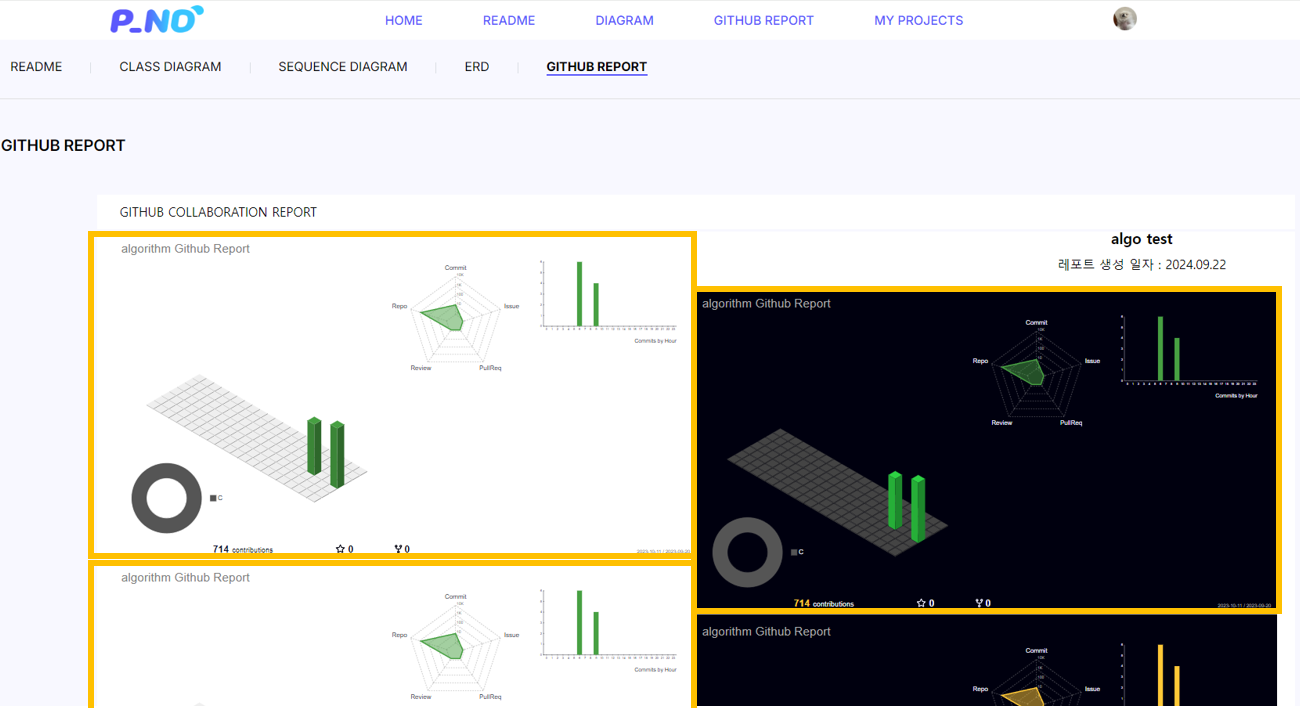 P_NO
HOME README DIAGRAM GITHUB REPORT MY PROJECTS
README CLASS DIAGRAM SEQUENCE DIAGRAM ERD GITHUB REPORT
GITHUB REPORT
GITHUB COLLABORATION REPORT
algo test
레포트 생성 일자 : 2024.09.22
algorithm Github Report
Commit
Repo
Issue
Review
PullReq
Commits by Hour
C
714 contributions
0
0
algorithm Github Report
Commit
Repo
Issue
Review
PullReq
Commits by Hour
C
714 contributions
0
0
algorithm Github Report
Commit
Repo
Issue
Review
PullReq
Commits by Hour
algorithm Github Report
Commit
Repo
Issue